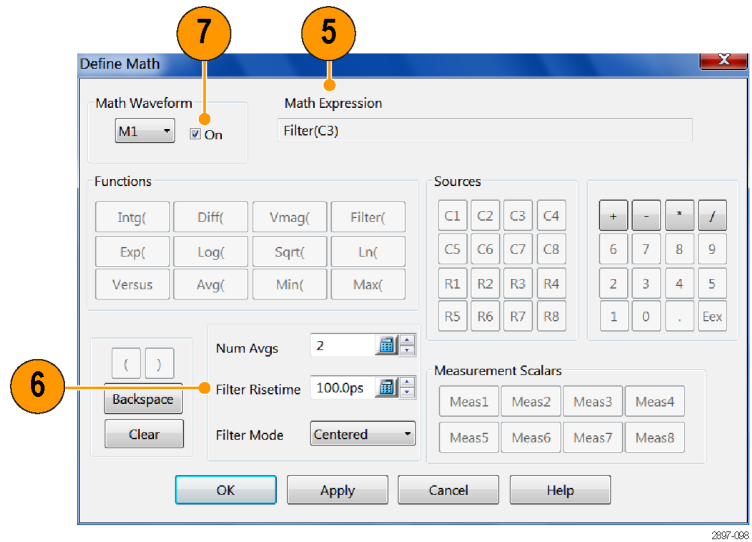 7
5
Define Math
X
Math Waveform
Math Expression
M1
On
Filter(C3)
Functions
Sources
Intg( Diff( Vmag( Filter(
Exp( Log( Sqrt( Ln(
Versus Avg( Min( Max(
C1 C2 C3 C4
C5 C6 C7 C8
R1 R2 R3 R4
R5 R6 R7 R8
+ - * /
6 7 8 9
2 3 4 5
1 0 . Eex
6
( )
Backspace
Clear
Num Avgs 2
Filter Risetime 100.0ps
Filter Mode Centered
Measurement Scalars
Meas1 Meas2 Meas3 Meas4
Meas5 Meas6 Meas7 Meas8
OK Apply Cancel Help
2897-098